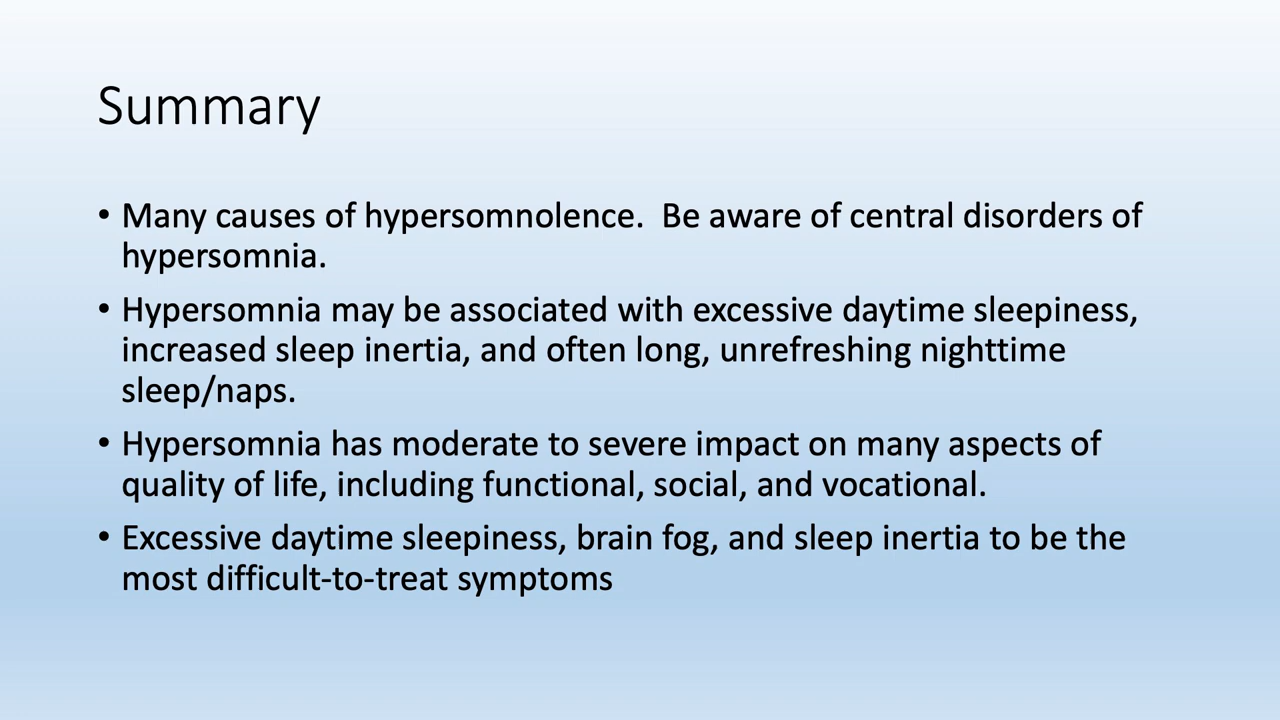 Summary
• Many causes of hypersomnolence.  Be aware of central disorders of
hypersomnia.
• Hypersomnia may be associated with excessive daytime sleepiness,
increased sleep inertia, and often long, unrefreshing nighttime
sleep/naps.
• Hypersomnia has moderate to severe impact on many aspects of
quality of life, including functional, social, and vocational.
• Excessive daytime sleepiness, brain fog, and sleep inertia to be the
most difficult-to-treat symptoms